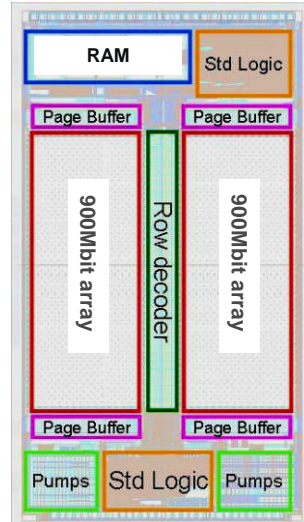 RAM
Std Logic
Page Buffer
Page Buffer
900Mbit array
Row decoder
900Mbit array
Page Buffer
Page Buffer
Pumps
Std Logic
Pumps